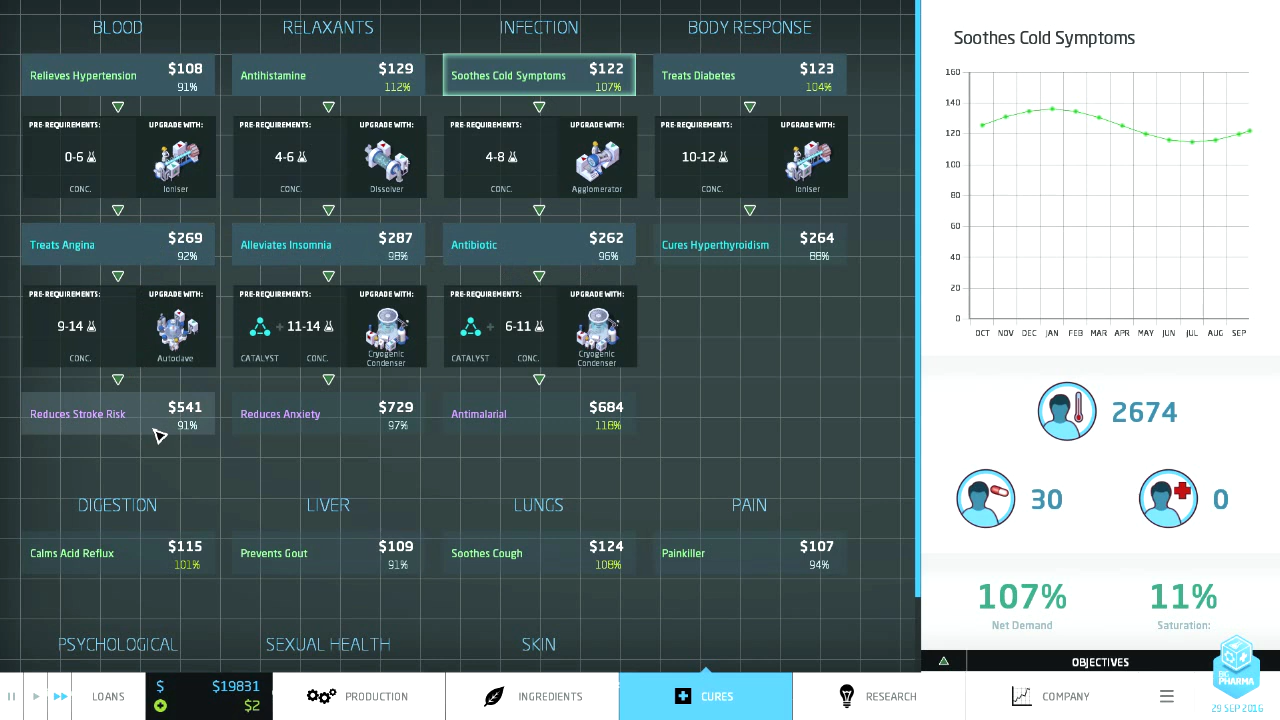 BLOOD RELAXANTS INFECTION BODY RESPONSE
Relieves Hypertension $108 91%
Antihistamine $129 112%
Soothes Cold Symptoms $122 107%
Treats Diabetes $123 104%
PRE-REQUIREMENTS: UPGRADE WITH:
0-6
CONC. Ioniser
PRE-REQUIREMENTS: UPGRADE WITH:
4-6
CONC. Dissolver
PRE-REQUIREMENTS: UPGRADE WITH:
4-8
CONC. Agglomerator
PRE-REQUIREMENTS: UPGRADE WITH:
10-12
CONC. Ioniser
Treats Angina $269 92%
Alleviates Insomnia $287 98%
Antibiotic $262 96%
Cures Hyperthyroidism $264 88%
PRE-REQUIREMENTS: UPGRADE WITH:
9-14
CONC. Autoclave
PRE-REQUIREMENTS: UPGRADE WITH:
+ 11-14
CATALYST CONC. Cryogenic Condenser
PRE-REQUIREMENTS: UPGRADE WITH:
+ 6-11
CATALYST CONC. Cryogenic Condenser
Reduces Stroke Risk $541 91%
Reduces Anxiety $729 97%
Antimalarial $684 118%
DIGESTION LIVER LUNGS PAIN
Calms Acid Reflux $115 101%
Prevents Gout $109 91%
Soothes Cough $124 108%
Painkiller $107 94%
PSYCHOLOGICAL SEXUAL HEALTH SKIN
Soothes Cold Symptoms
160
140
120
100
80
60
40
20
0
OCT NOV DEC JAN FEB MAR APR MAY JUN JUL AUG SEP
2674
30 0
107% 11%
Net Demand Saturation:
OBJECTIVES
LOANS
$ $19831
$2
PRODUCTION
INGREDIENTS
CURES
RESEARCH
COMPANY
BIG PHARMA
29 SEP 2016